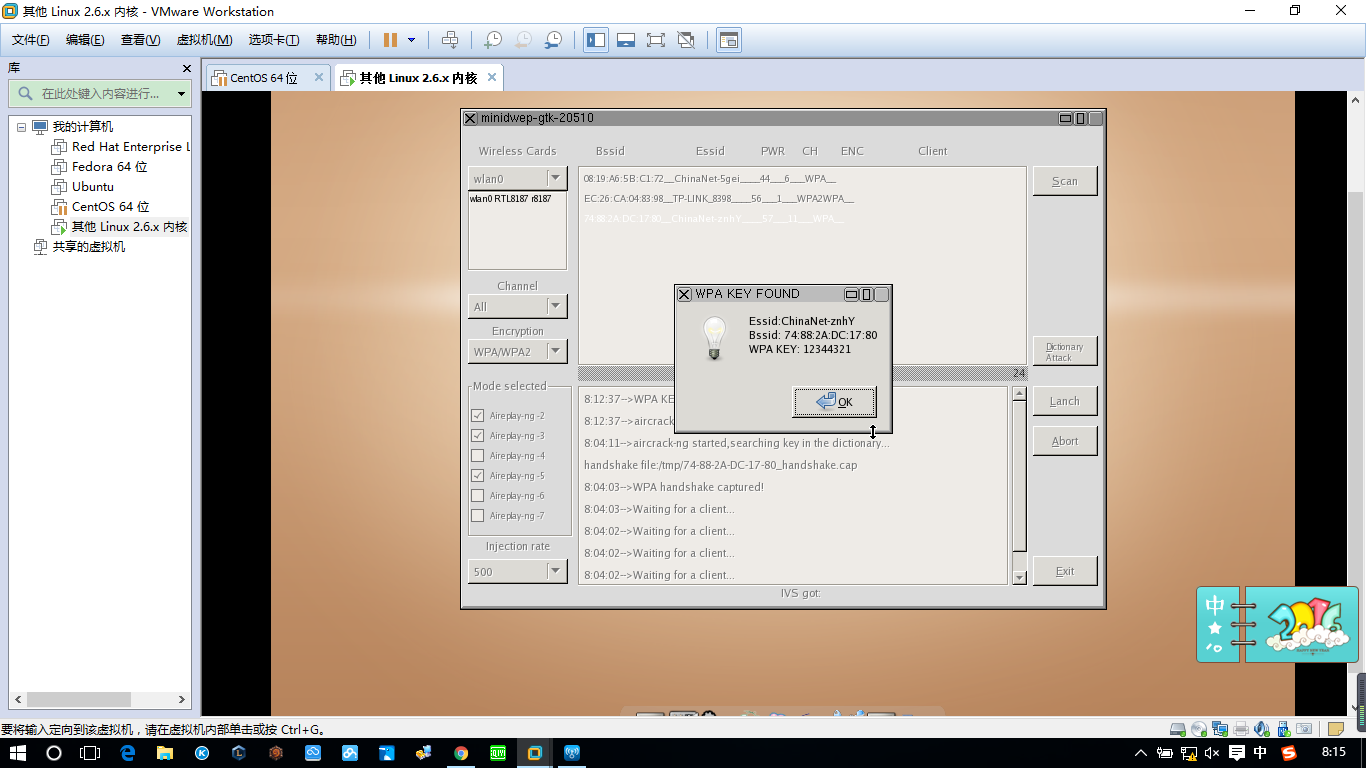 其他 Linux 2.6.x 内核 - VMware Workstation
文件(F) 编辑(E) 查看(V) 虚拟机(M) 选项卡(T) 帮助(H)
库
CentOS 64 位
其他 Linux 2.6.x 内核
在此处键入内容进行...
我的计算机
Red Hat Enterprise L
Fedora 64 位
Ubuntu
CentOS 64 位
其他 Linux 2.6.x 内核
共享的虚拟机
minidwep-gtk-20510
Wireless Cards Bssid Essid PWR CH ENC Client
wlan0
wlan0 RTL8187 r8187
08:19:A6:5B:C1:72__ChinaNet-5gei____44___6___WPA__
EC:26:CA:04:83:98__TP-LINK_8398____56___1___WPA2WPA__
74:88:2A:DC:17:80__ChinaNet-znhY____57___11___WPA__
Scan
Channel
All
Encryption
WPA/WPA2
WPA KEY FOUND
Essid:ChinaNet-znhY
Bssid: 74:88:2A:DC:17:80
WPA KEY: 12344321
OK
Dictionary
Attack
24
Mode selected
Aireplay-ng -2
Aireplay-ng -3
Aireplay-ng -4
Aireplay-ng -5
Aireplay-ng -6
Aireplay-ng -7
Injection rate
500
8:12:37-->WPA KE
8:12:37-->aircrac
8:04:11-->aircrack-ng started,searching key in the dictionary...
handshake file:/tmp/74-88-2A-DC-17-80_handshake.cap
8:04:03-->WPA handshake captured!
8:04:03-->Waiting for a client...
8:04:02-->Waiting for a client...
8:04:02-->Waiting for a client...
8:04:02-->Waiting for a client...
IVS got:
Lanch
Abort
Exit
中
2016
要将输入定向到该虚拟机，请在虚拟机内部单击或按 Ctrl+G。
中
8:15